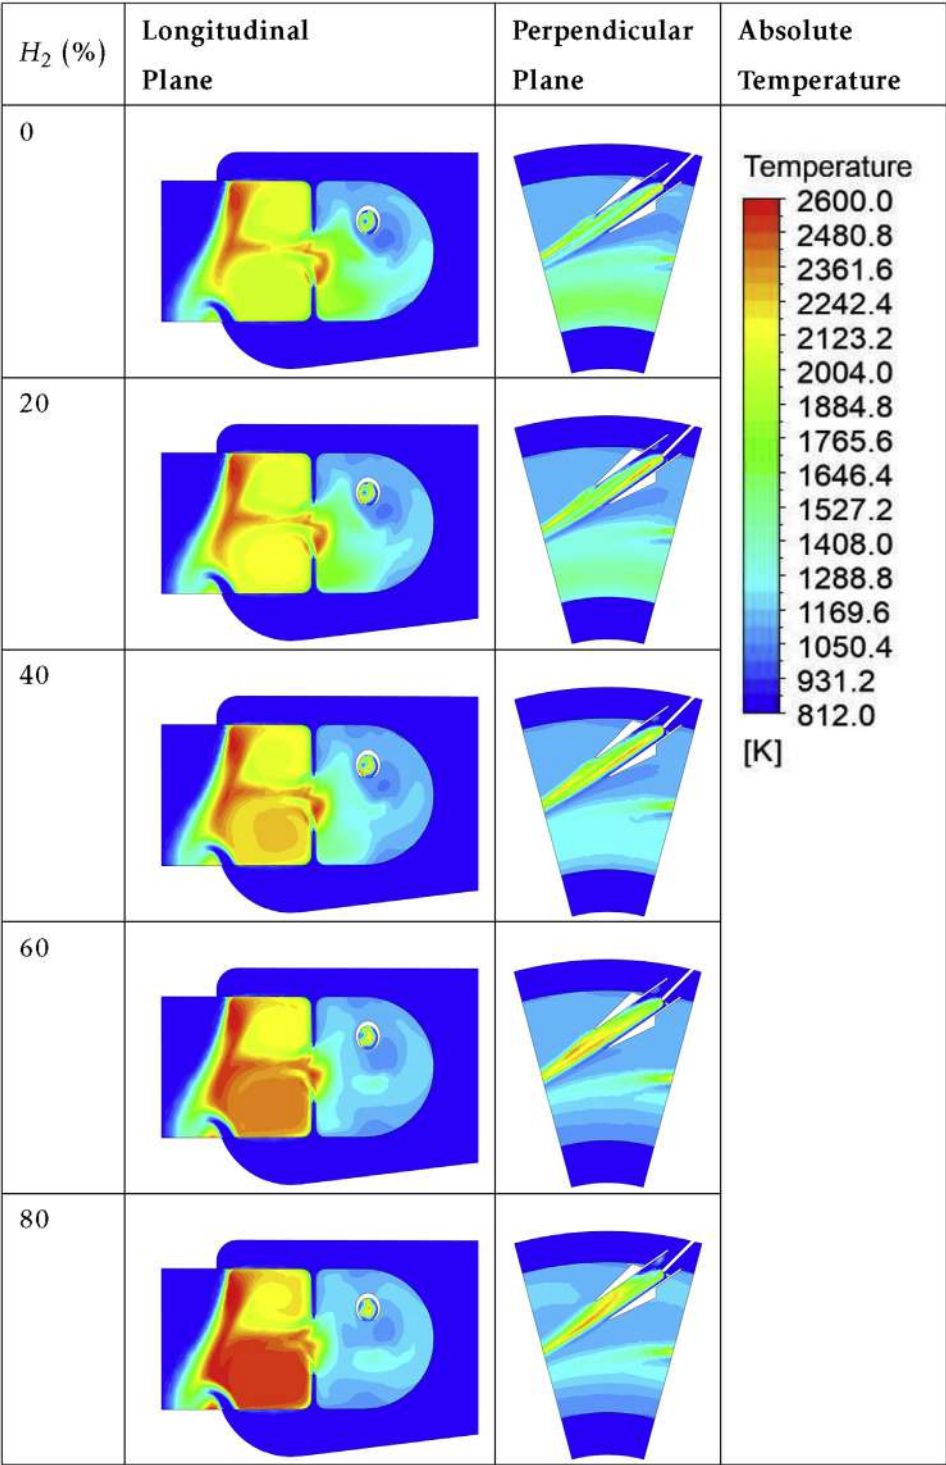 H₂ (%)
Longitudinal
Plane
Perpendicular
Plane
Absolute
Temperature
0
Temperature
2600.0
2480.8
2361.6
2242.4
2123.2
2004.0
1884.8
1765.6
1646.4
1527.2
1408.0
1288.8
1169.6
1050.4
931.2
812.0
[K]
20
40
60
80